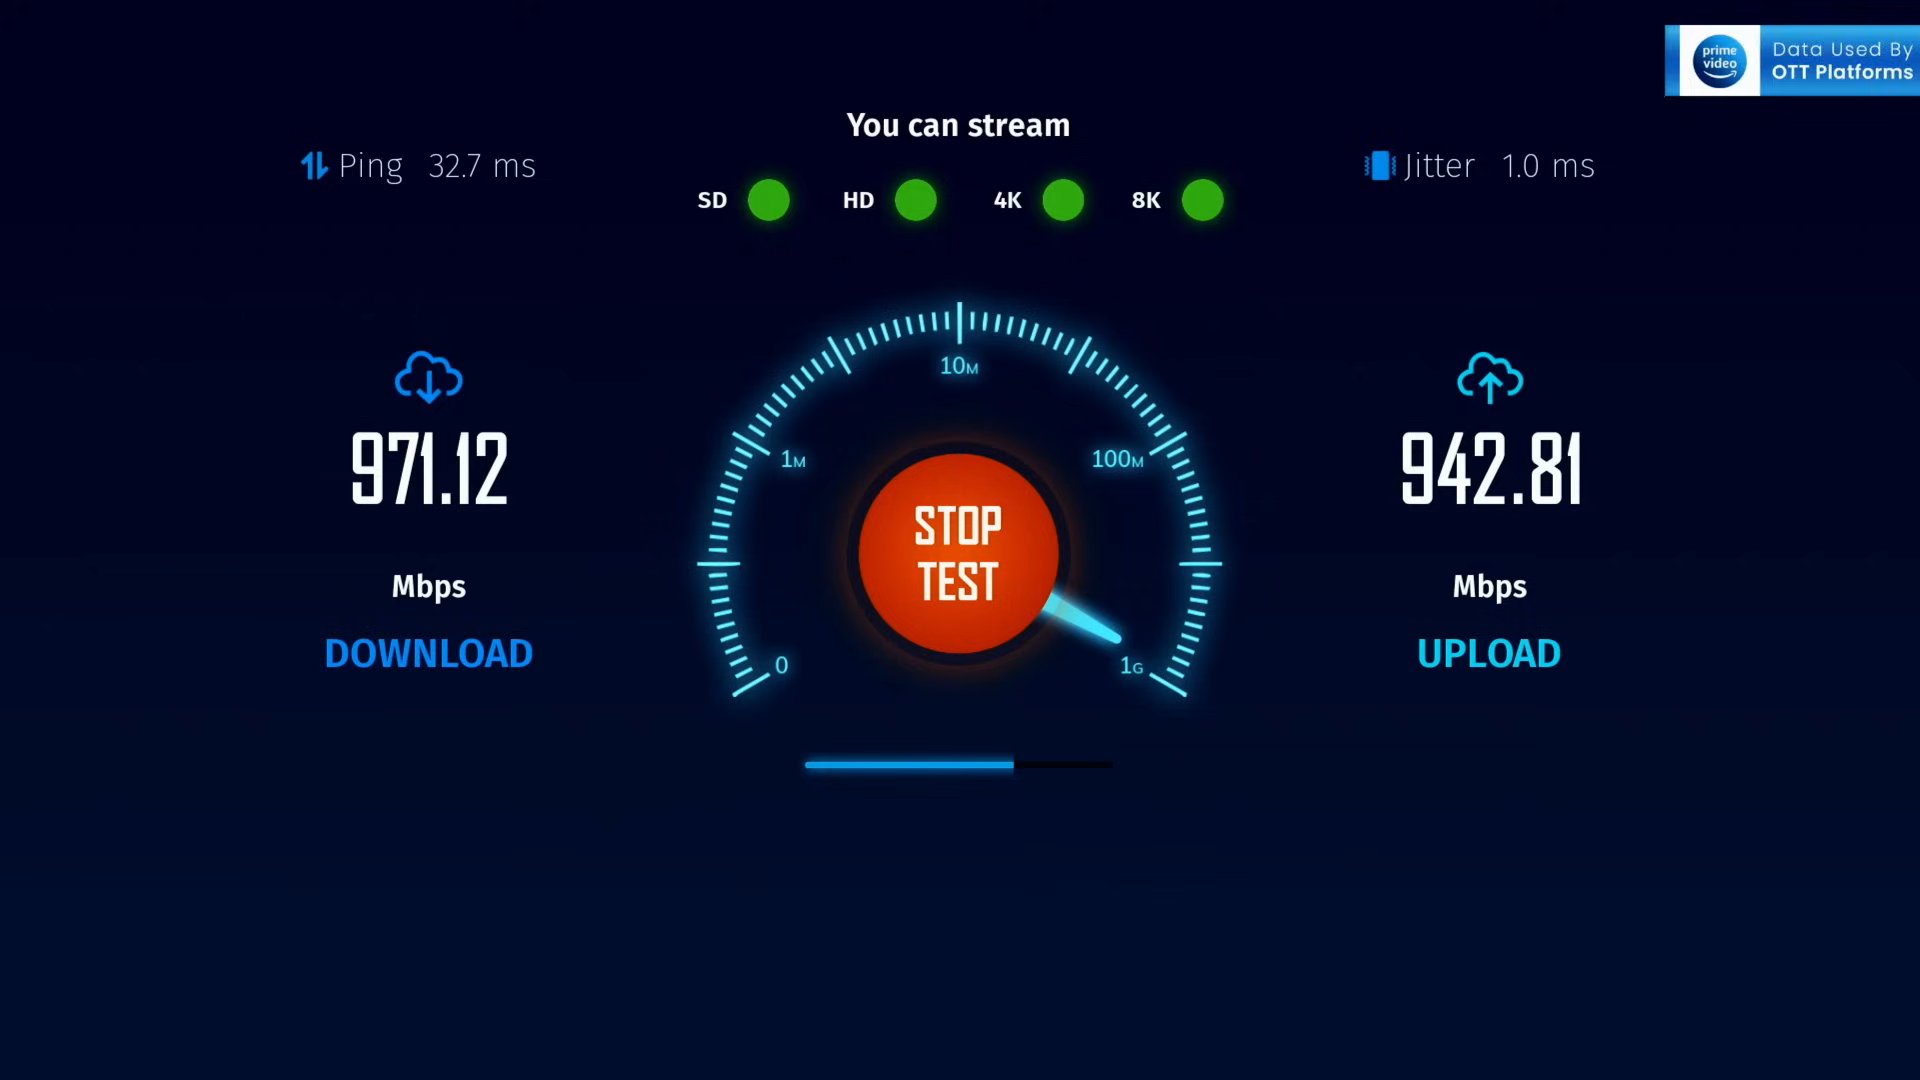 prime
video
Data Used By
OTT Platforms
You can stream
Ping 32.7 ms
Jitter 1.0 ms
SD HD 4K 8K
10M
1M
100M
971.12
942.81
STOP
TEST
Mbps
Mbps
DOWNLOAD
UPLOAD
0
1G